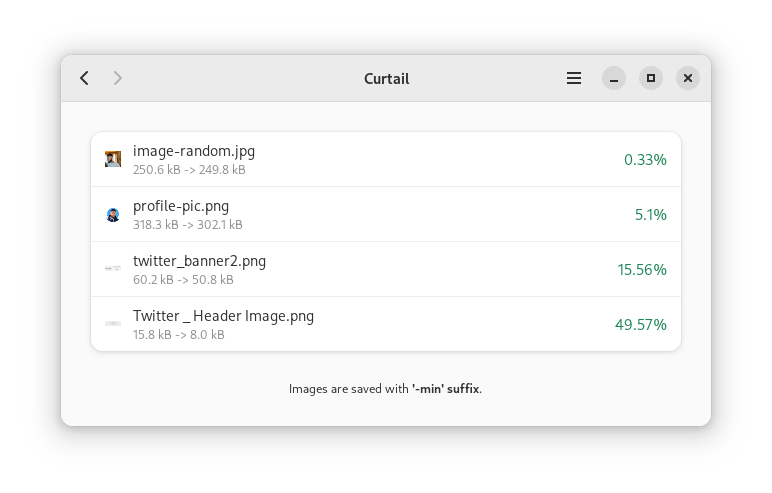 Curtail
image-random.jpg
250.6 kB -> 249.8 kB
0.33%
profile-pic.png
318.3 kB -> 302.1 kB
5.1%
twitter_banner2.png
60.2 kB -> 50.8 kB
15.56%
Twitter _ Header Image.png
15.8 kB -> 8.0 kB
49.57%
Images are saved with '-min' suffix.